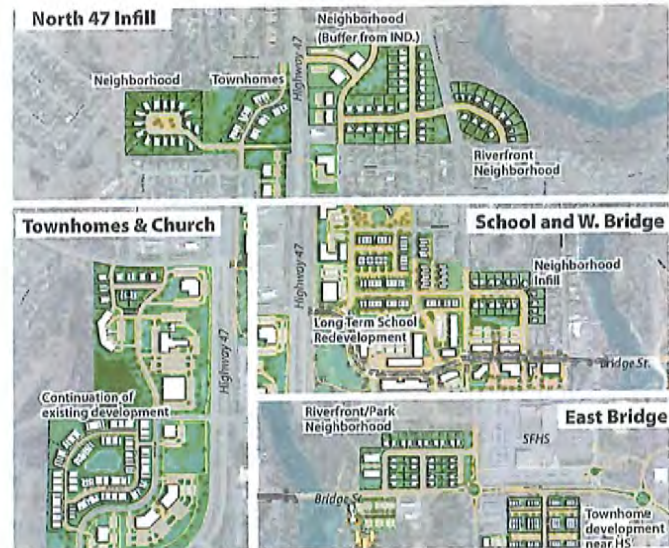 North 47 Infill
Neighborhood
(Buffer from IND.)
Neighborhood
Townhomes
Highway 47
Riverfront
Neighborhood
Townhomes & Church
Highway 47
Continuation of
existing development
School and W. Bridge
Highway 47
Neighborhood
Infill
Long Term School
Redevelopment
Bridge St.
East Bridge
Riverfront/Park
Neighborhood
SFHS
Bridge St.
Townhome
development
near HS